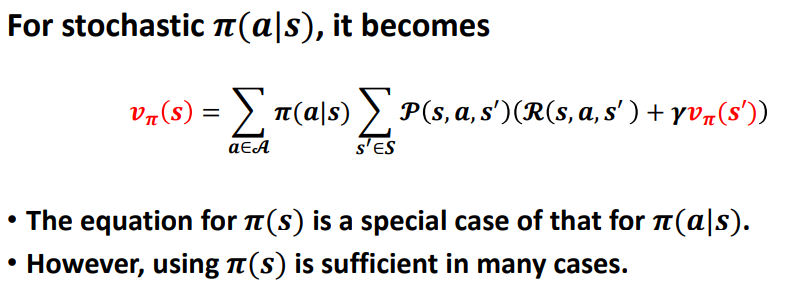 For stochastic π(a|s), it becomes
v_π(s) = ∑_{a∈𝒜} π(a|s) ∑_{s'∈S} 𝒫(s, a, s')(ℛ(s, a, s') + γv_π(s'))
• The equation for π(s) is a special case of that for π(a|s).
• However, using π(s) is sufficient in many cases.